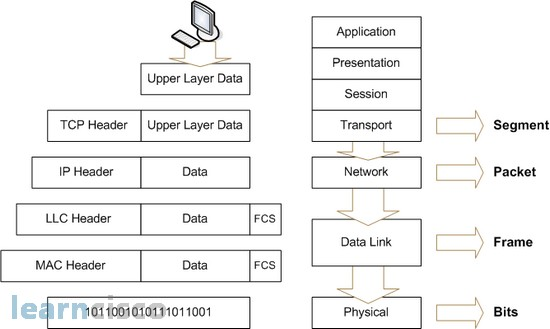 Application
Presentation
Upper Layer Data
Session
TCP Header Upper Layer Data
Transport
Segment
IP Header Data
Network
Packet
LLC Header Data FCS
Data Link
Frame
MAC Header Data FCS
learncisco
1011001010111011001
Physical
Bits